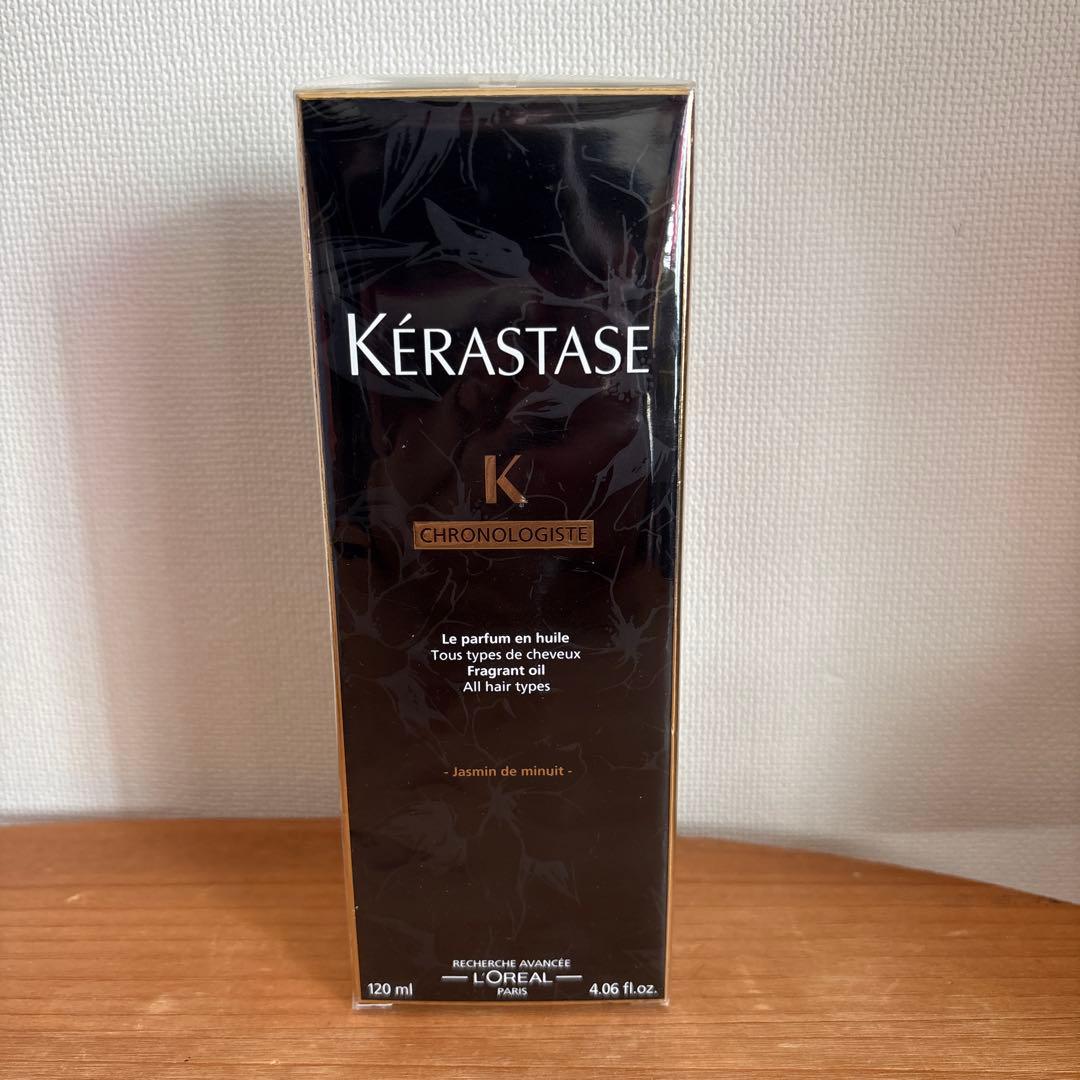 KÉRASTASE
K
CHRONOLOGISTE
Le parfum en huile
Tous types de cheveux
Fragrant oil
All hair types
- Jasmin de minuit -
RECHERCHE AVANCÉE
L'ORÉAL
PARIS
120 ml 4.06 fl.oz.